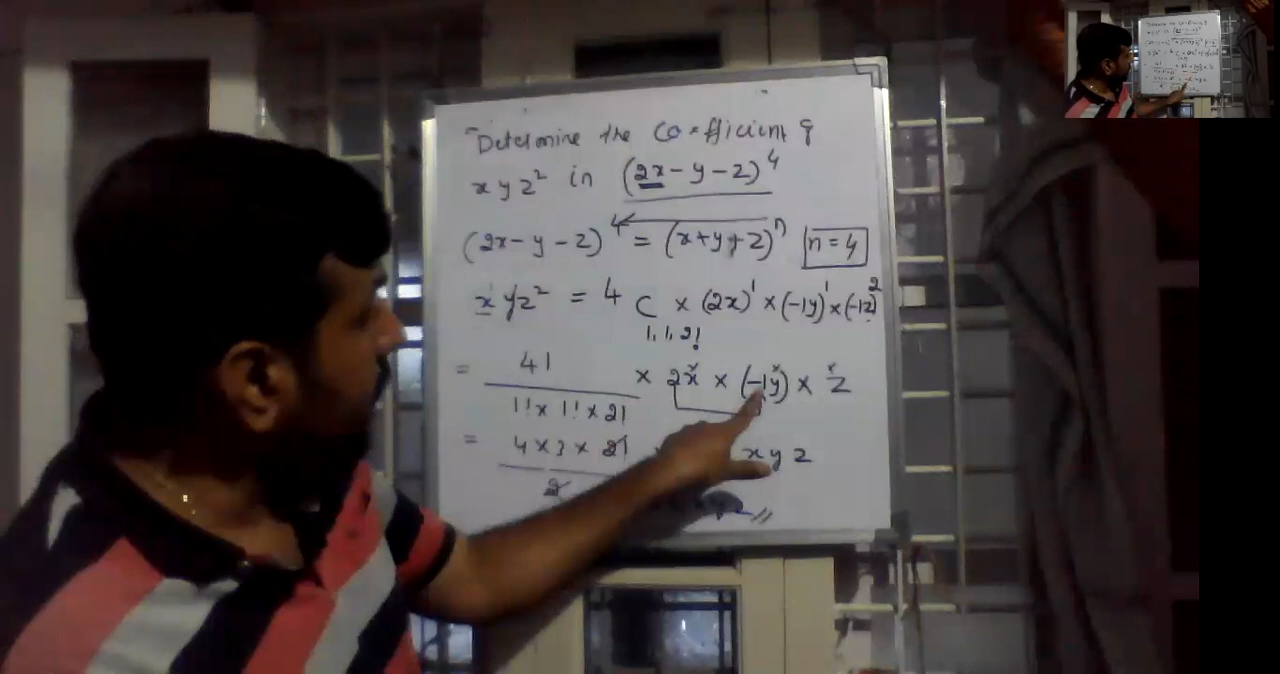 Determine the Co-efficient of
xyz² in (2x-y-z)⁴
(2x-y-z)⁴ = (x+y+z)ⁿ n=4
xyz² = 4 C × (2x)¹ × (-1y)¹ × (-1z)²
1, 1, 2!
= 4! × 2x × (-1y) × z
1! × 1! × 2!
= 4 × 3 × 2! xyz
2!